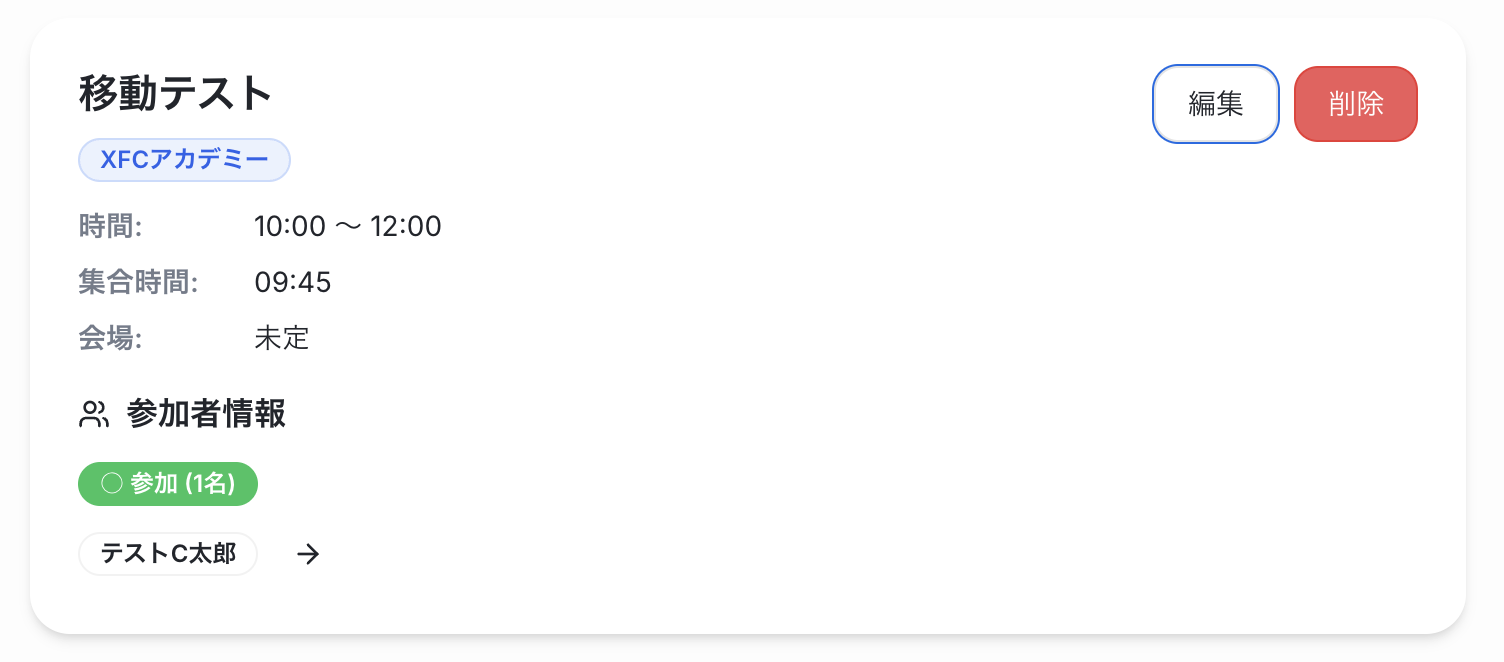 移動テスト
編集
削除
XFCアカデミー
時間: 10:00 〜 12:00
集合時間: 09:45
会場: 未定
参加者情報
○ 参加 (1名)
テストC太郎 →